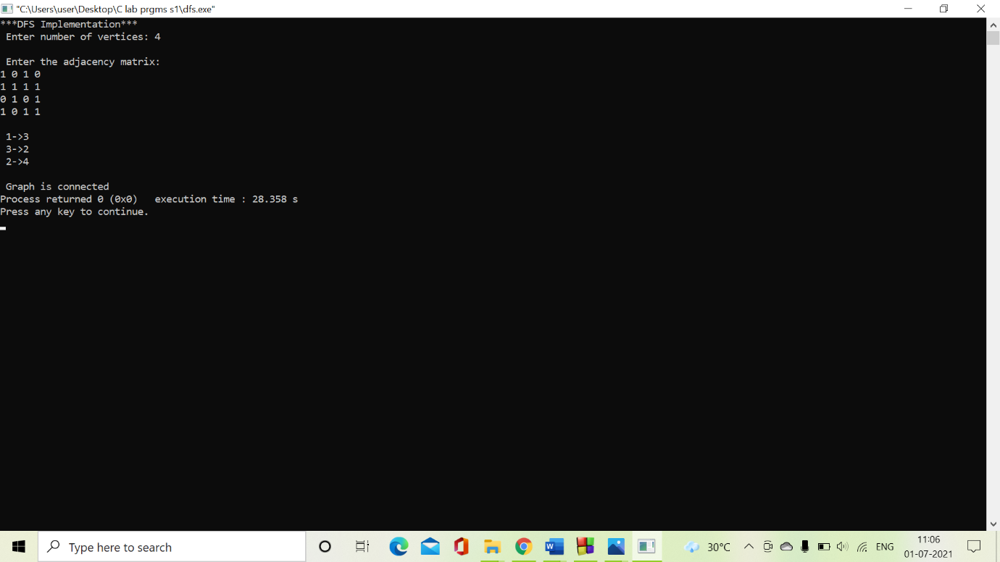 "C:\Users\user\Desktop\C lab prgms s1\dfs.exe"
***DFS Implementation***
Enter number of vertices: 4
Enter the adjacency matrix:
1 0 1 0
1 1 1 1
0 1 0 1
1 0 1 1
1->3
3->2
2->4
Graph is connected
Process returned 0 (0x0)   execution time : 28.358 s
Press any key to continue.
Type here to search
W
30°C
ENG
11:06
01-07-2021